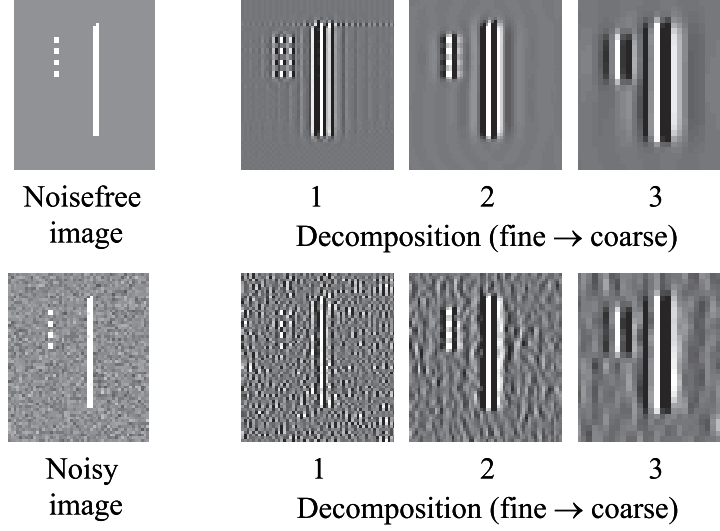 Noisefree
image
1
2
3
Decomposition (fine → coarse)
Noisy
image
1
2
3
Decomposition (fine → coarse)